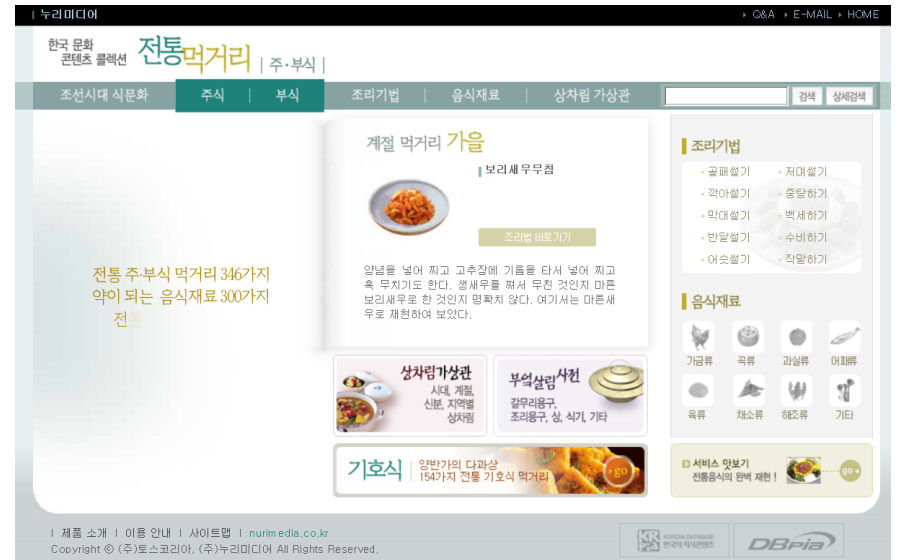 누리미디어
Q&A E-MAIL HOME
한국 문화
콘텐츠 콜렉션
전통먹거리 | 주·부식 |
조선시대 식문화 주식 | 부식 조리기법 | 음식재료 | 상차림 가상관
검색 상세검색
전통 주·부식 먹거리 346가지
약이 되는 음식재료 300가지
전통
계절 먹거리 가을
보리새우무침
조리법 바로가기
양념을 넣어 찌고 고추장에 기름을 타서 넣어 찌고
혹 무치기도 한다. 생새우를 쪄서 무친 것인지 마른
보리새우로 한 것인지 명확치 않다. 여기서는 마른새
우로 재현하여 보았다.
상차림가상관
시대, 계절,
신분, 지역별
상차림
부엌살림사전
갈무리용구,
조리용구, 상, 식기, 기타
기호식
양반가의 다과상
154가지 전통 기호식 먹거리
go
조리기법
골패썰기 저며썰기
깍아썰기 중탕하기
막대썰기 백세하기
반달썰기 수비하기
어슷썰기 작말하기
음식재료
가금류 곡류 과실류 어패류
육류 채소류 해조류 기타
서비스 맛보기
전통음식의 완벽 재현!
go
| 제품 소개 | 이용 안내 | 사이트맵 | nurimedia.co.kr
Copyright ⓒ (주)토스코리아, (주)누리미디어 All Rights Reserved.
KOREAN DATABASE
한국의 지식콘텐츠
DBpia